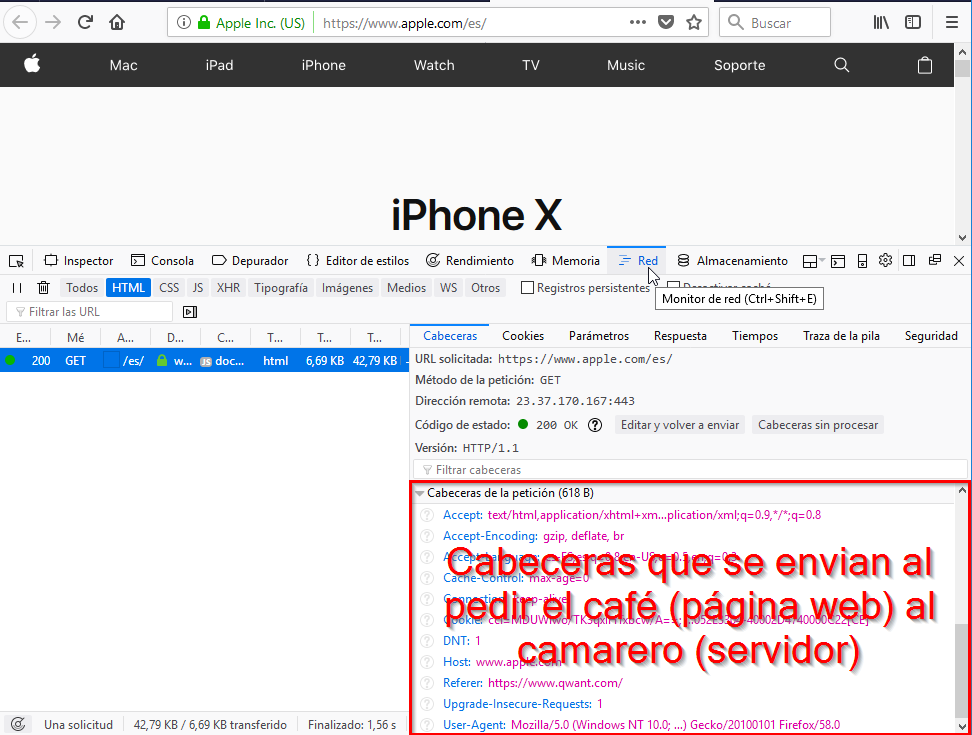 Apple Inc. (US)
https://www.apple.com/es/
Buscar
Mac
iPad
iPhone
Watch
TV
Music
Soporte
iPhone X
Inspector
Consola
Depurador
Editor de estilos
Rendimiento
Memoria
Red
Almacenamiento
Todos
HTML
CSS
JS
XHR
Tipografía
Imágenes
Medios
WS
Otros
Registros persistentes
Desactivar caché
Monitor de red (Ctrl+Shift+E)
Filtrar las URL
E...
Mé
A...
D...
C...
T...
T...
T...
200
GET
/es/
w...
JS
doc...
html
6,69 KB
42,79 KB
Cabeceras
Cookies
Parámetros
Respuesta
Tiempos
Traza de la pila
Seguridad
URL solicitada: https://www.apple.com/es/
Método de la petición: GET
Dirección remota: 23.37.170.167:443
Código de estado: 200 OK
Editar y volver a enviar
Cabeceras sin procesar
Versión: HTTP/1.1
Filtrar cabeceras
Cabeceras de la petición (618 B)
Accept: text/html,application/xhtml+xm...plication/xml;q=0.9,*/*;q=0.8
Accept-Encoding: gzip, deflate, br
Accept-Language:
Cache-Control: max-age=0
Connection: keep-alive
Cookie:
DNT: 1
Host: www.apple.com
Referer: https://www.qwant.com/
Upgrade-Insecure-Requests: 1
User-Agent: Mozilla/5.0 (Windows NT 10.0; ...) Gecko/20100101 Firefox/58.0
Cabeceras que se envian al
pedir el café (página web) al
camarero (servidor)
Una solicitud
42,79 KB / 6,69 KB transferido
Finalizado: 1,56 s